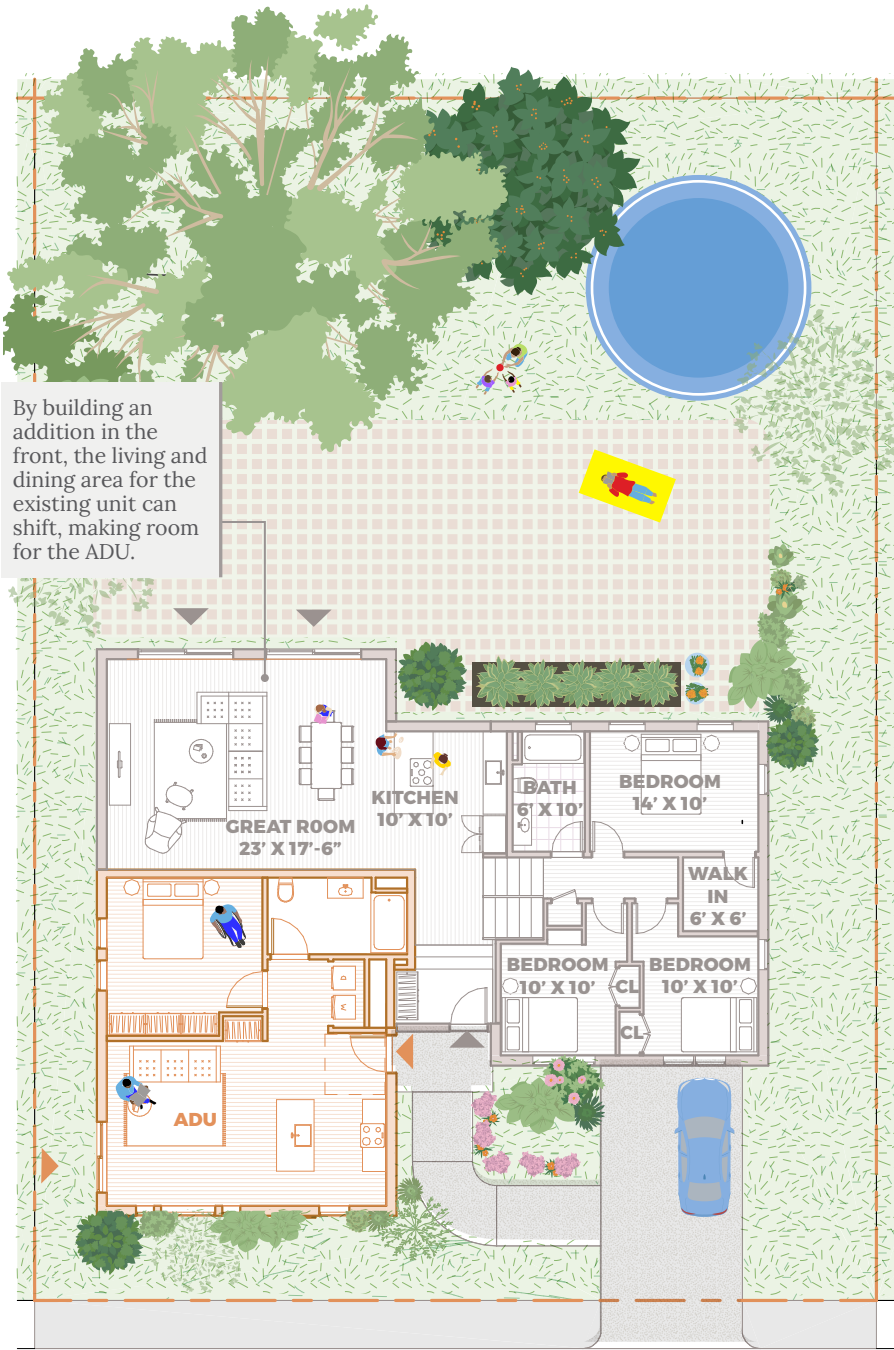 By building an
addition in the
front, the living and
dining area for the
existing unit can
shift, making room
for the ADU.
GREAT ROOM
23’ X 17’-6”
KITCHEN
10’ X 10’
BATH
6’ X 10’
BEDROOM
14’ X 10’
WALK
IN
6’ X 6’
BEDROOM
10’ X 10’
CL
BEDROOM
10’ X 10’
CL
D
M
ADU